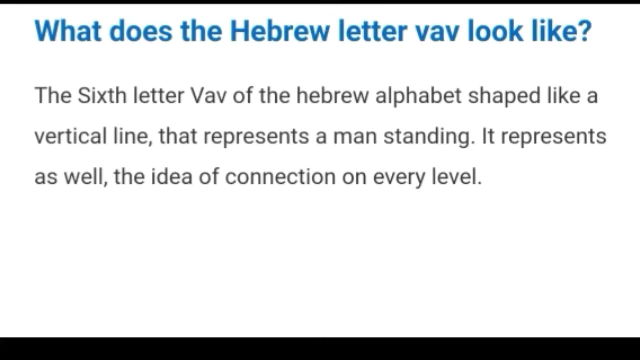 What does the Hebrew letter vav look like?
The Sixth letter Vav of the hebrew alphabet shaped like a
vertical line, that represents a man standing. It represents
as well, the idea of connection on every level.